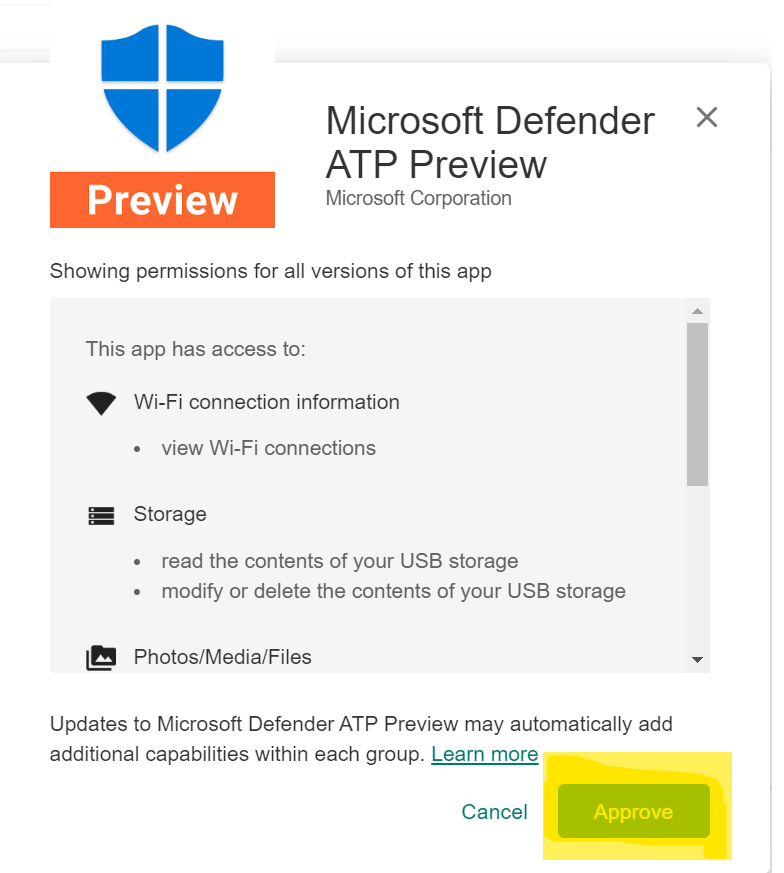 Preview
Microsoft Defender
ATP Preview
Microsoft Corporation
Showing permissions for all versions of this app
This app has access to:
Wi-Fi connection information
view Wi-Fi connections
Storage
read the contents of your USB storage
modify or delete the contents of your USB storage
Photos/Media/Files
Updates to Microsoft Defender ATP Preview may automatically add
additional capabilities within each group. Learn more
Cancel
Approve